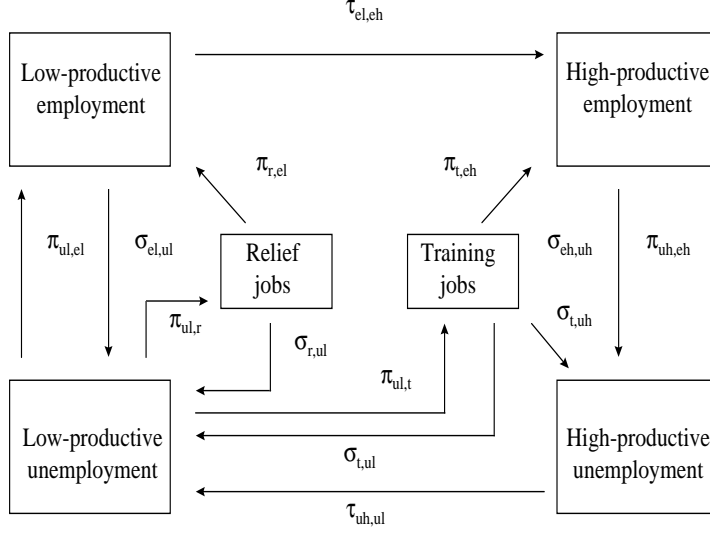 τel,eh
Low-productive
employment
High-productive
employment
πr,el
πt,eh
πul,el
σel,ul
Relief
jobs
Training
jobs
σeh,uh
πuh,eh
πul,r
σr,ul
σt,uh
πul,t
Low-productive
unemployment
High-productive
unemployment
σt,ul
τuh,ul